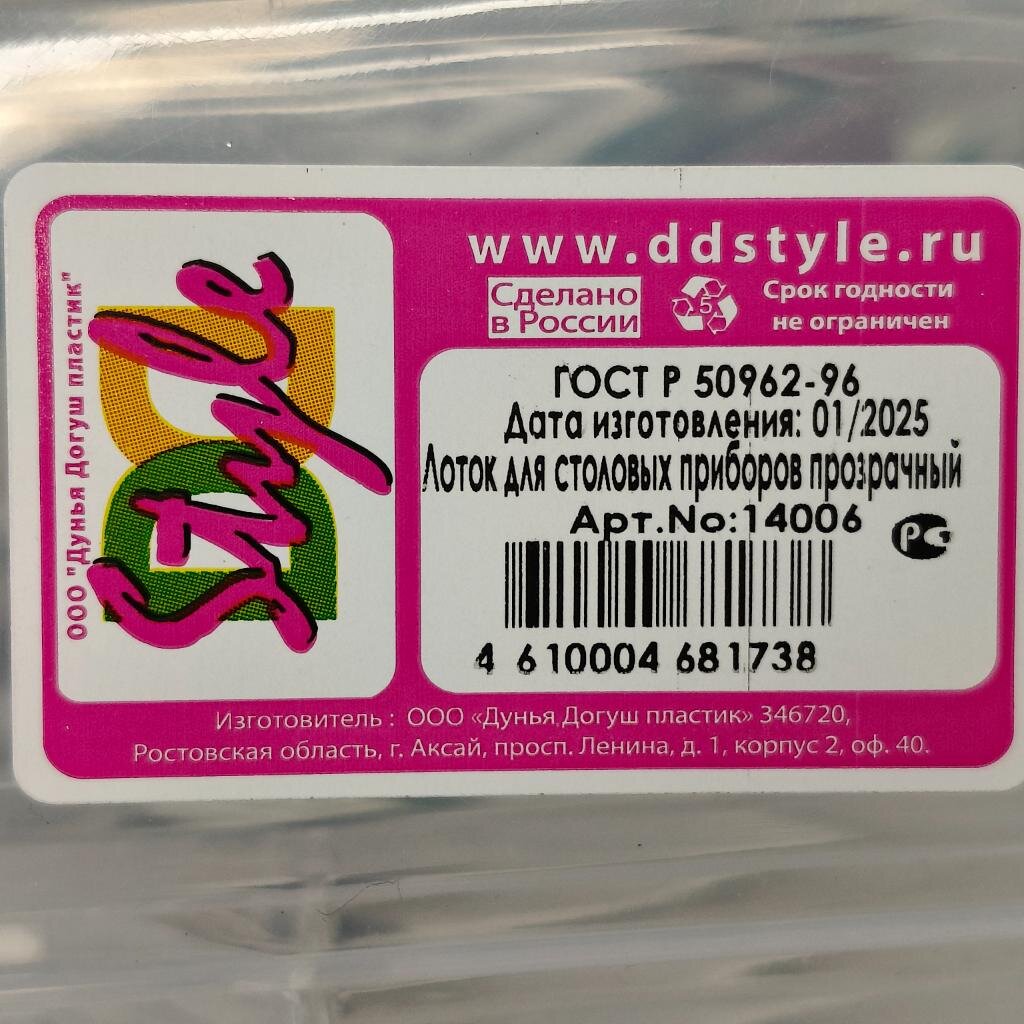 ООО "Дунья Догуш пластик"
Style
www.ddstyle.ru
Сделано
в России
5
Срок годности
не ограничен
ГОСТ Р 50962-96
Дата изготовления: 01/2025
Лоток для столовых приборов прозрачный
Арт.No:14006
РС
4 610004 681738
Изготовитель : ООО «Дунья Догуш пластик» 346720,
Ростовская область, г. Аксай, просп. Ленина, д. 1, корпус 2, оф. 40.